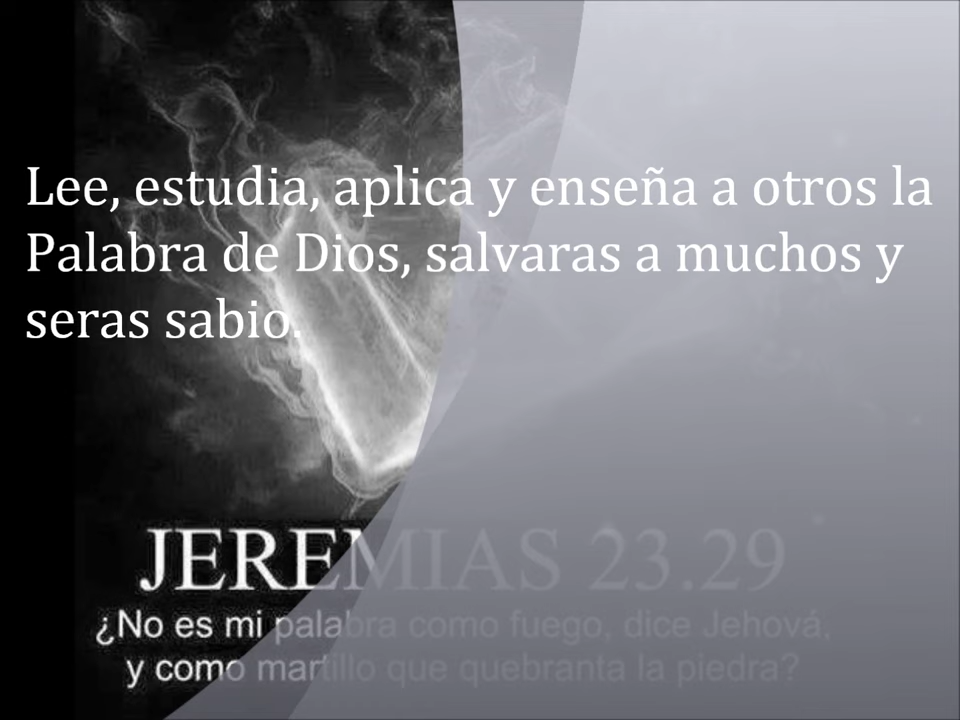 Lee, estudia, aplica y enseña a otros la
Palabra de Dios, salvaras a muchos y
seras sabio.
JEREMIAS 23.29
¿No es mi palabra como fuego, dice Jehová,
y como martillo que quebranta la piedra?